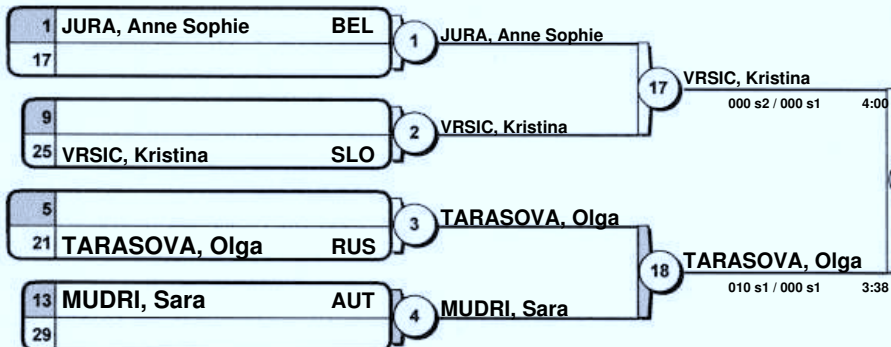 1 JURA, Anne Sophie BEL
17
1 JURA, Anne Sophie
9
25 VRSIC, Kristina SLO
2 VRSIC, Kristina
17 VRSIC, Kristina
000 s2 / 000 s1 4:00
5
21 TARASOVA, Olga RUS
3 TARASOVA, Olga
13 MUDRI, Sara AUT
29
4 MUDRI, Sara
18 TARASOVA, Olga
010 s1 / 000 s1 3:38